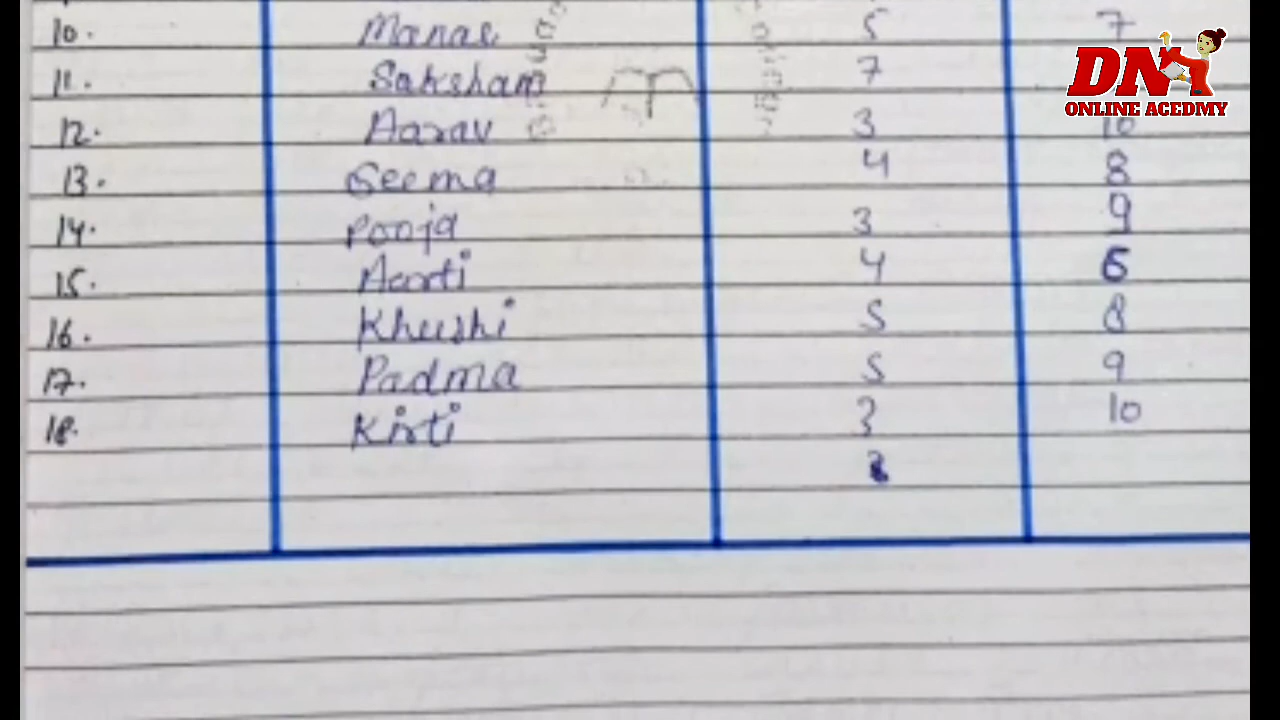 10. Manas 5 7
11. Saksham 7
12. Aarav 3 10
13. Seema 4 8
14. Pooja 3 9
15. Aarti 4 6
16. Khushi 5 8
17. Padma 5 9
18. Kirti 3 10
DN
ONLINE ACEDMY